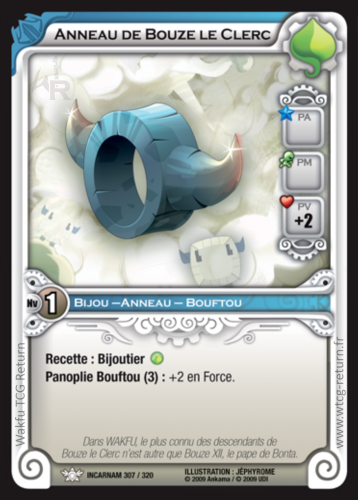 Anneau de Bouze le Clerc
R
PA
PM
PV
+2
Nv 1
Bijou – Anneau – Bouftou
Recette : Bijoutier
Panoplie Bouftou (3) : +2 en Force.
Dans WAKFU, le plus connu des descendants de
Bouze le Clerc n'est autre que Bouze XII, le pape de Bonta.
INCARNAM 307 / 320
ILLUSTRATION : JÉPHYROME
© 2009 Ankama / © 2009 UDI
Wakfu TCG Return
www.wtcg-return.fr